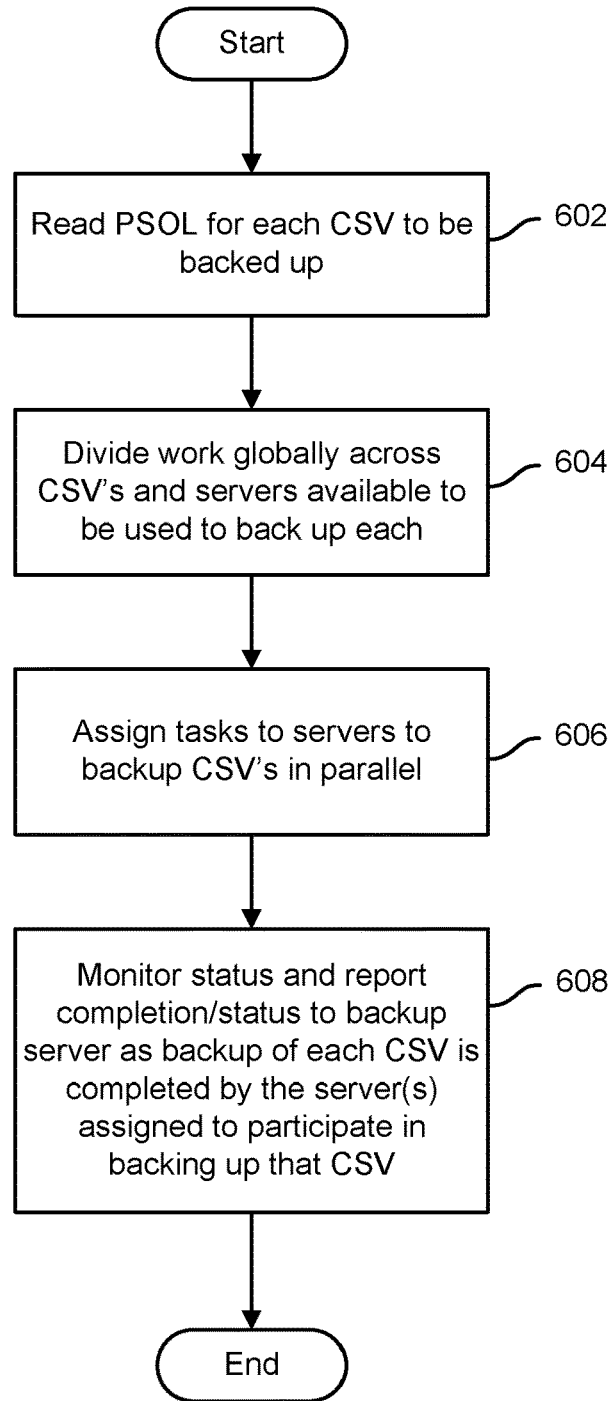 Start
Read PSOL for each CSV to be
backed up
602
Divide work globally across
CSV's and servers available to
be used to back up each
604
Assign tasks to servers to
backup CSV's in parallel
606
Monitor status and report
completion/status to backup
server as backup of each CSV is
completed by the server(s)
assigned to participate in
backing up that CSV
608
End